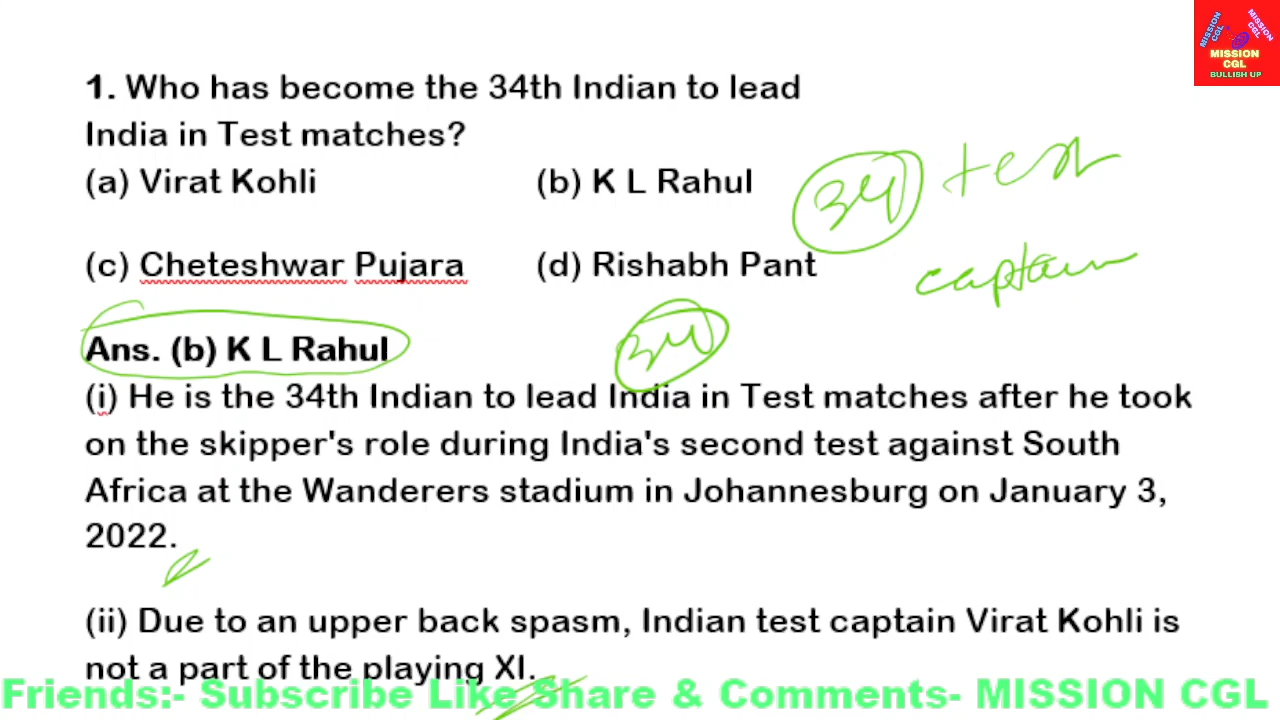 MISSION CGL
MISSION CGL
MISSION
CGL
BULLISH UP
1. Who has become the 34th Indian to lead
India in Test matches?
(a) Virat Kohli (b) K L Rahul
34 test
(c) Cheteshwar Pujara (d) Rishabh Pant
captain
Ans. (b) K L Rahul
34
(i) He is the 34th Indian to lead India in Test matches after he took
on the skipper's role during India's second test against South
Africa at the Wanderers stadium in Johannesburg on January 3,
2022.
(ii) Due to an upper back spasm, Indian test captain Virat Kohli is
not a part of the playing XI.
Friends:- Subscribe Like Share & Comments- MISSION CGL